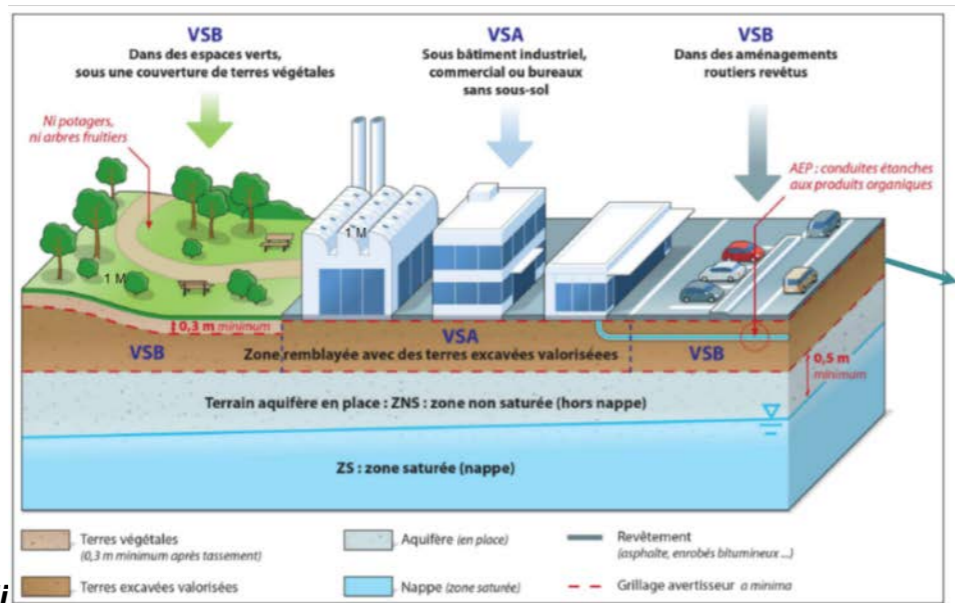 VSB
Dans des espaces verts,
sous une couverture de terres végétales
VSA
Sous bâtiment industriel,
commercial ou bureaux
sans sous-sol
VSB
Dans des aménagements
routiers revêtus
Ni potagers,
ni arbres fruitiers
AEP : conduites étanches
aux produits organiques
1 M
1 M
0,3 m minimum
VSB
VSA
Zone remblayée avec des terres excavées valoriséees
VSB
0,5 m
minimum
Terrain aquifère en place : ZNS : zone non saturée (hors nappe)
ZS : zone saturée (nappe)
Terres végétales
(0,3 m minimum après tassement)
Aquifère (en place)
Revêtement
(asphalte, enrobés bitumineux ...)
Terres excavées valorisées
Nappe (zone saturée)
Grillage avertisseur a minima
i